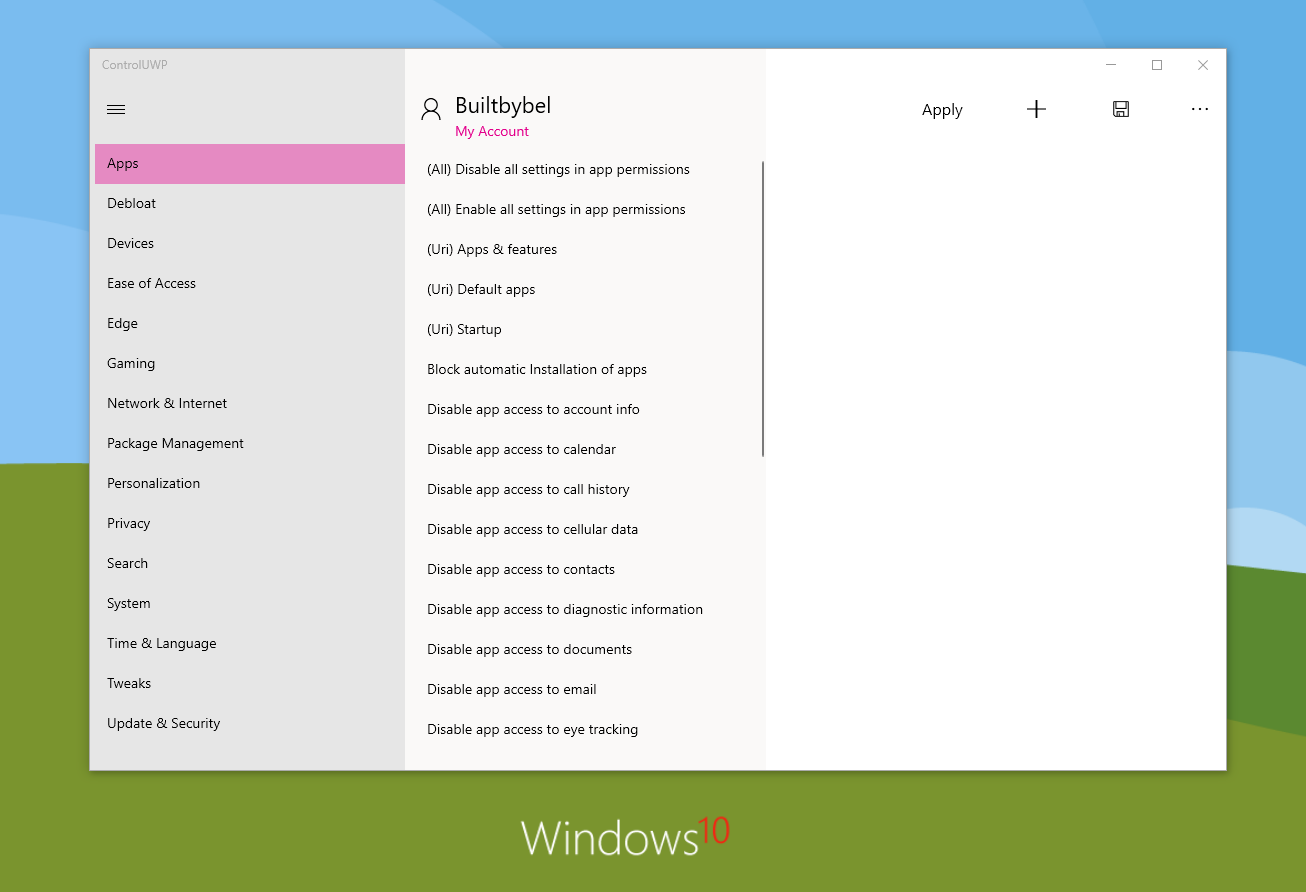 ControlUWP
Builtbybel
My Account
Apply
Apps
Debloat
Devices
Ease of Access
Edge
Gaming
Network & Internet
Package Management
Personalization
Privacy
Search
System
Time & Language
Tweaks
Update & Security
(All) Disable all settings in app permissions
(All) Enable all settings in app permissions
(Uri) Apps & features
(Uri) Default apps
(Uri) Startup
Block automatic Installation of apps
Disable app access to account info
Disable app access to calendar
Disable app access to call history
Disable app access to cellular data
Disable app access to contacts
Disable app access to diagnostic information
Disable app access to documents
Disable app access to email
Disable app access to eye tracking
Windows10